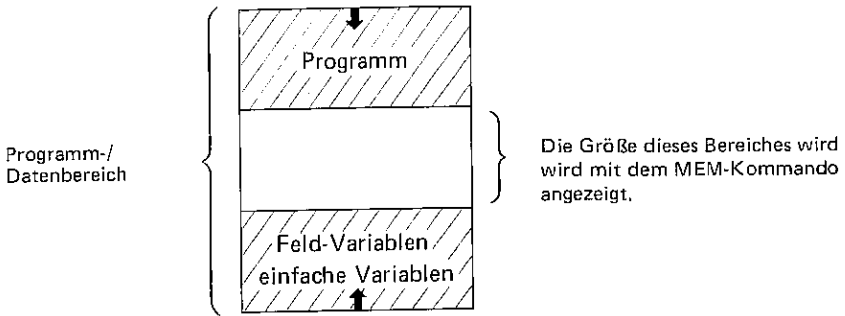 Programm
Programm-/
Datenbereich
Die Größe dieses Bereiches wird
wird mit dem MEM-Kommando
angezeigt.
Feld-Variablen
einfache Variablen